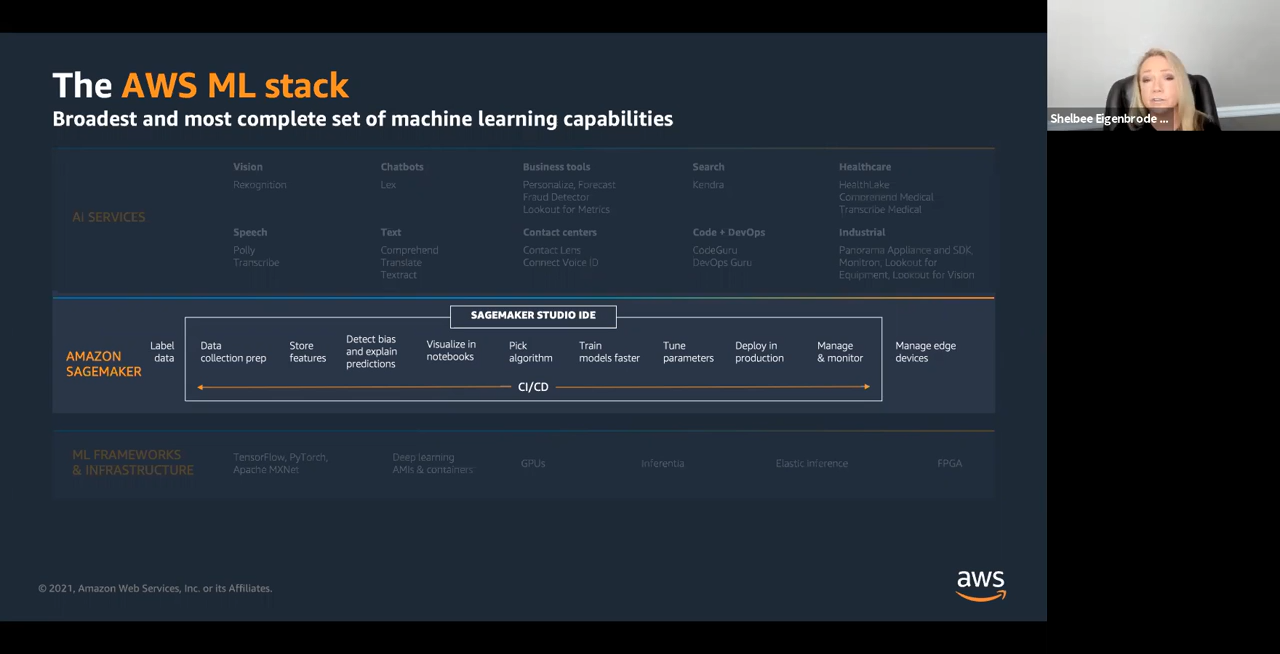 The AWS ML stack
Broadest and most complete set of machine learning capabilities
Shelbee Eigenbrode ...
AI SERVICES
Vision
Rekognition
Chatbots
Lex
Business tools
Personalize, Forecast
Fraud Detector
Lookout for Metrics
Search
Kendra
Healthcare
HealthLake
Comprehend Medical
Transcribe Medical
Speech
Polly
Transcribe
Text
Comprehend
Translate
Textract
Contact centers
Contact Lens
Connect Voice ID
Code + DevOps
CodeGuru
DevOps Guru
Industrial
Panorama Appliance and SDK,
Monitron, Lookout for
Equipment, Lookout for Vision
SAGEMAKER STUDIO IDE
AMAZON
SAGEMAKER
Label
data
Data
collection prep
Store
features
Detect bias
and explain
predictions
Visualize in
notebooks
Pick
algorithm
Train
models faster
Tune
parameters
Deploy in
production
Manage
& monitor
Manage edge
devices
CI/CD
ML FRAMEWORKS
& INFRASTRUCTURE
TensorFlow, PyTorch,
Apache MXNet
Deep learning
AMIs & containers
GPUs
Inferentia
Elastic inference
FPGA
© 2021, Amazon Web Services, Inc. or its Affiliates.
aws